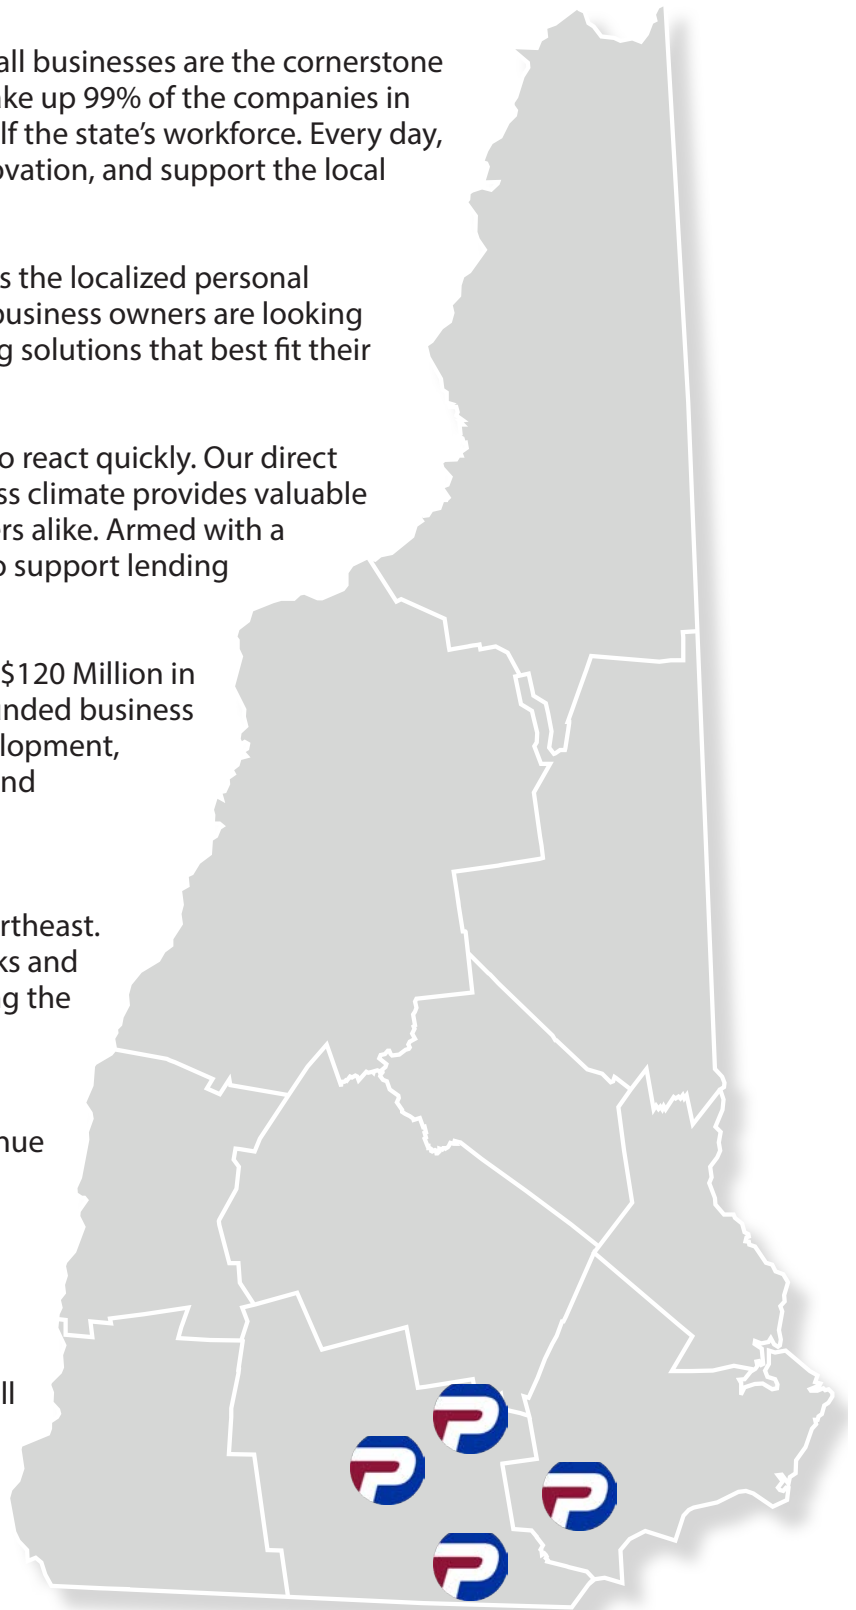 all businesses are the cornerstone
ake up 99% of the companies in
lf the state’s workforce. Every day,
ovation, and support the local
s the localized personal
business owners are looking
g solutions that best fit their
o react quickly. Our direct
ss climate provides valuable
rs alike. Armed with a
o support lending
$120 Million in
unded business
lopment,
nd
rtheast.
ks and
g the
nue
ll